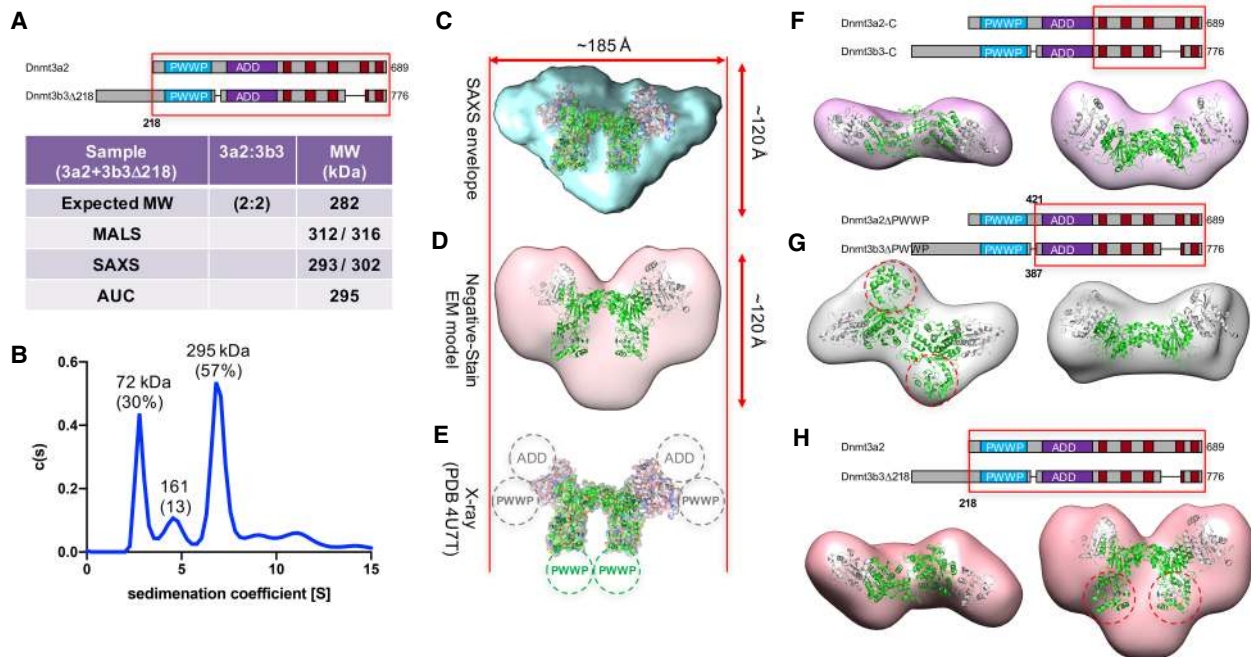 A
Dnmt3a2
PWWP
ADD
689
Dnmt3b3Δ218
PWWP
ADD
776
218
Sample (3a2+3b3Δ218) 3a2:3b3 MW (kDa)
Expected MW (2:2) 282
MALS 312 / 316
SAXS 293 / 302
AUC 295
B
0.6
0.4
0.2
0.0
c(s)
72 kDa
(30%)
161
(13)
295 kDa
(57%)
0 5 10 15
sedimenation coefficient [S]
C
~185 Å
SAXS envelope
~120 Å
D
Negative-Stain
EM model
~120 Å
E
X-ray
(PDB 4U7T)
ADD
ADD
PWWP
PWWP
PWWP
PWWP
F
Dnmt3a2-C
PWWP
ADD
689
Dnmt3b3-C
PWWP
ADD
776
G
421
Dnmt3a2ΔPWWP
PWWP
ADD
689
Dnmt3b3ΔPWWP
PWWP
ADD
776
387
H
Dnmt3a2
PWWP
ADD
689
Dnmt3b3Δ218
PWWP
ADD
776
218